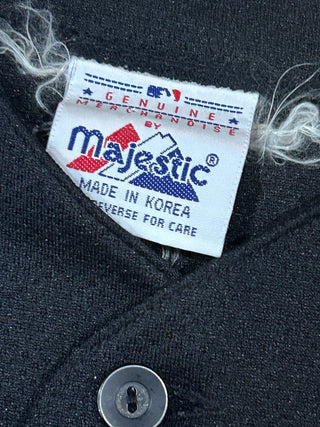 GENUINE
MERCHANDISE
BY
majestic®
MADE IN KOREA
REVERSE FOR CARE